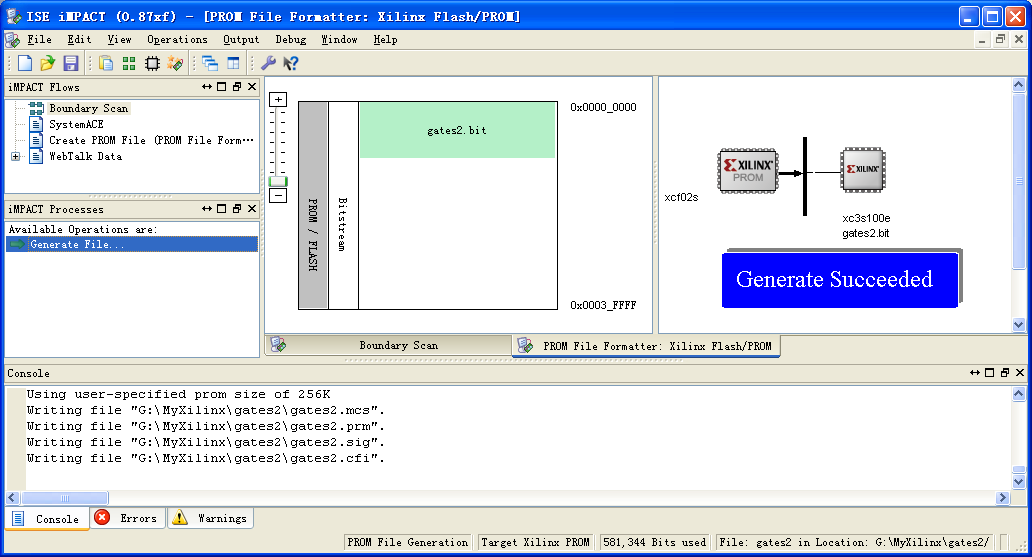 ISE iMPACT (0.87xf) - [PROM File Formatter: Xilinx Flash/PROM]
File Edit View Operations Output Debug Window Help
iMPACT Flows
Boundary Scan
SystemACE
Create PROM File (PROM File Form...
WebTalk Data
iMPACT Processes
Available Operations are:
Generate File...
PROM / FLASH
Bitstream
gates2.bit
0x0000_0000
0x0003_FFFF
xcf02s
XILINX
PROM
XILINX
xc3s100e
gates2.bit
Generate Succeeded
Boundary Scan
PROM File Formatter: Xilinx Flash/PROM
Console
Using user-specified prom size of 256K
Writing file "G:\MyXilinx\gates2\gates2.mcs".
Writing file "G:\MyXilinx\gates2\gates2.prm".
Writing file "G:\MyXilinx\gates2\gates2.sig".
Writing file "G:\MyXilinx\gates2\gates2.cfi".
Console Errors Warnings
PROM File Generation Target Xilinx PROM 581,344 Bits used File: gates2 in Location: G:\MyXilinx\gates2/